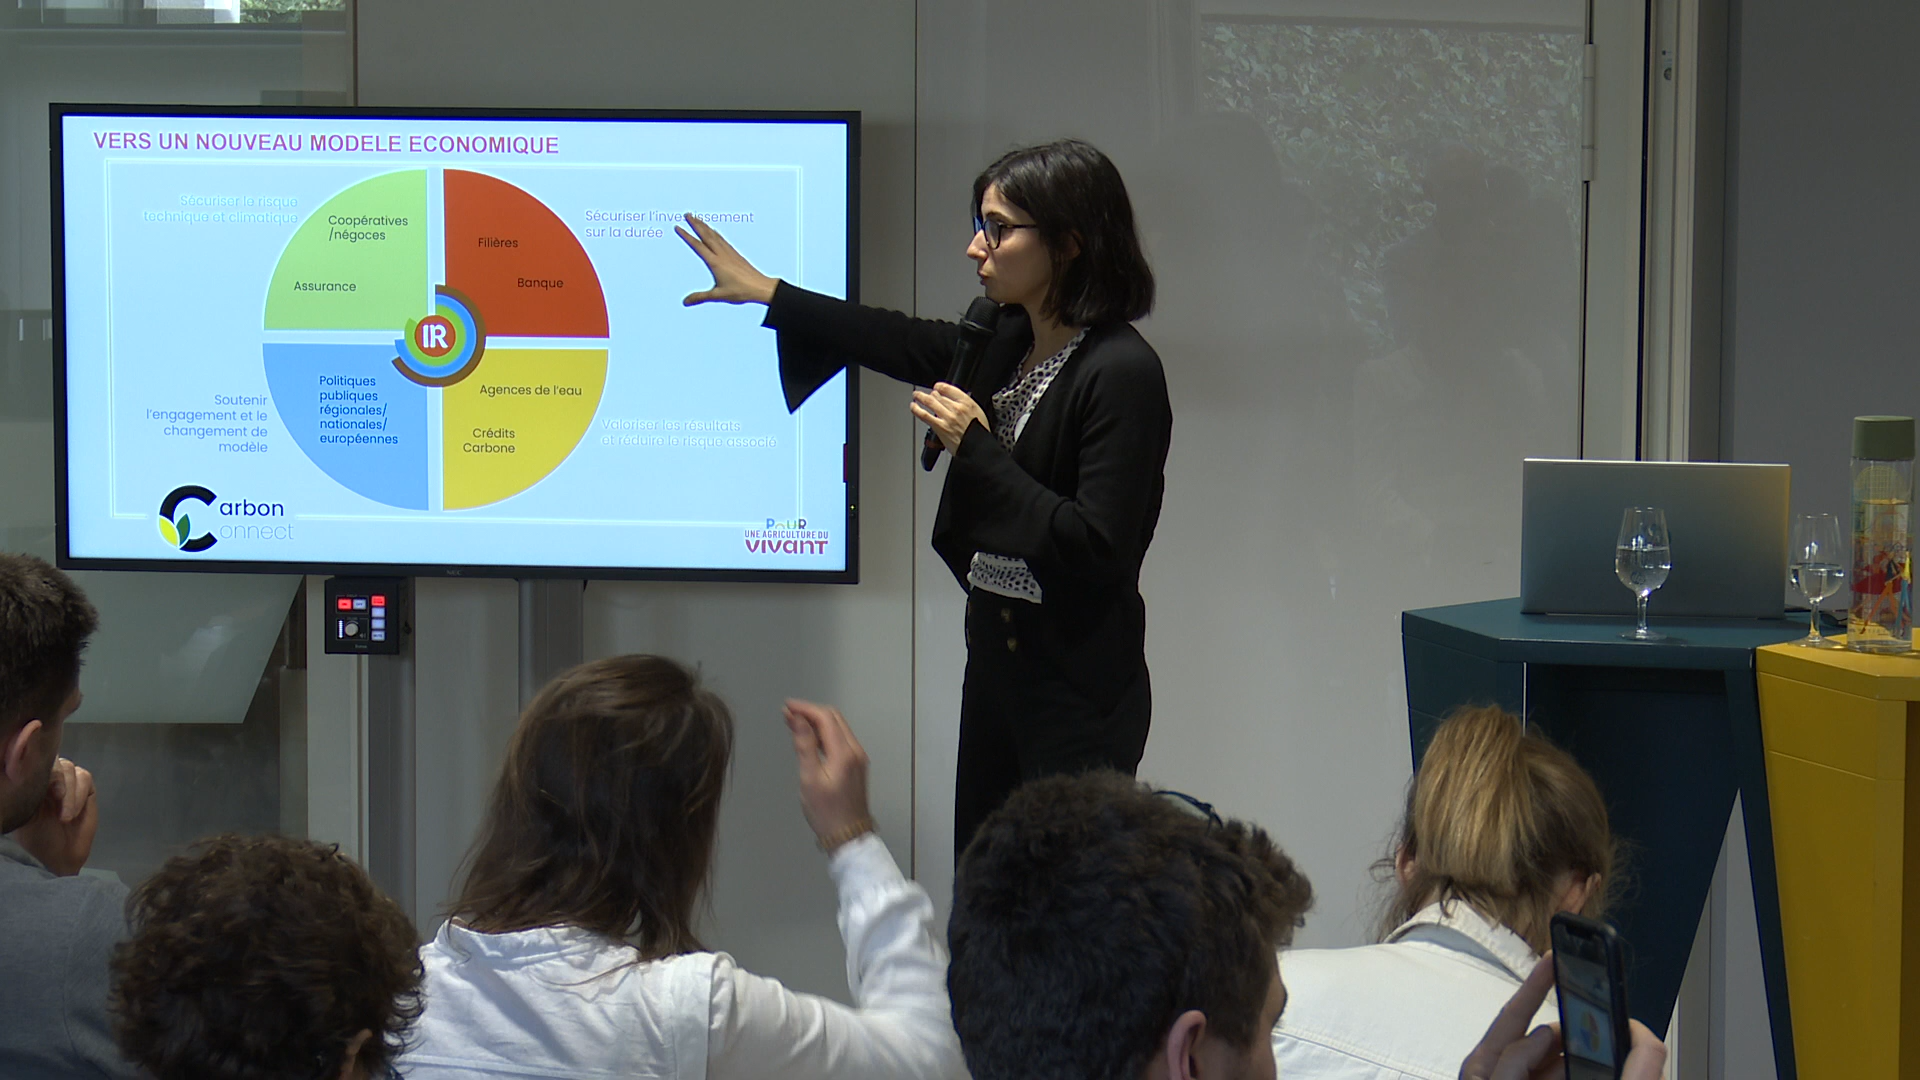 VERS UN NOUVEAU MODELE ECONOMIQUE
Sécuriser le risque
technique et climatique
Coopératives
/négoces
Assurance
Filières
Banque
Sécuriser l'investissement
sur la durée
IR
Soutenir
l'engagement et le
changement de
modèle
Politiques
publiques
régionales/
nationales/
européennes
Agences de l'eau
Crédits
Carbone
Valoriser les résultats
et réduire le risque associé
Carbon
Connect
POUR
UNE AGRICULTURE DU
VIVANT
NEC